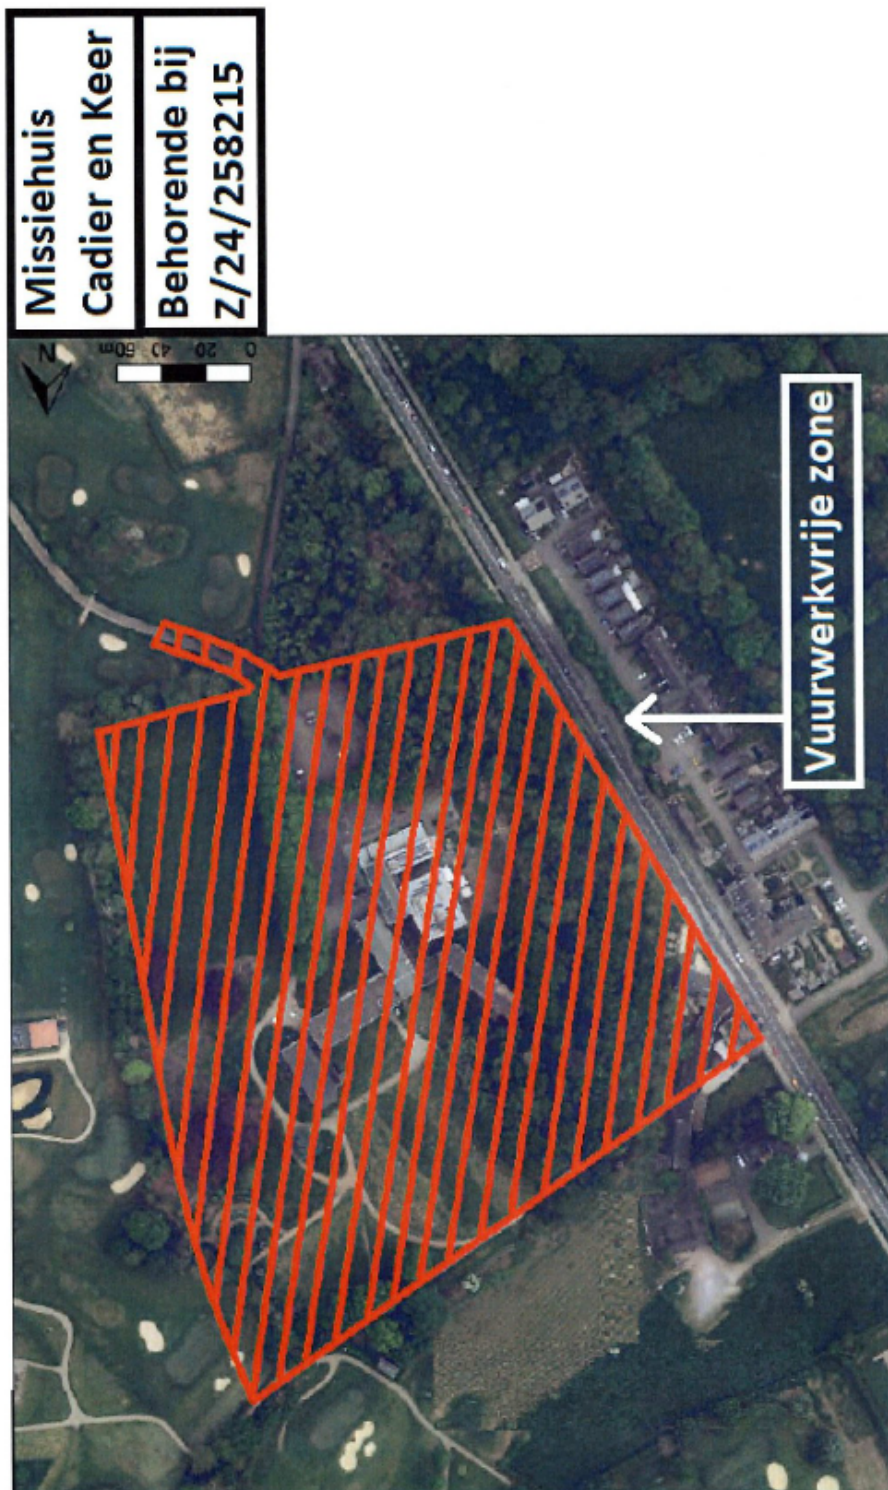 Missiehuis
Cadier en Keer
Behorende bij
Z/24/258215
N
0 20 40 60m
Vuurwerkvrije zone